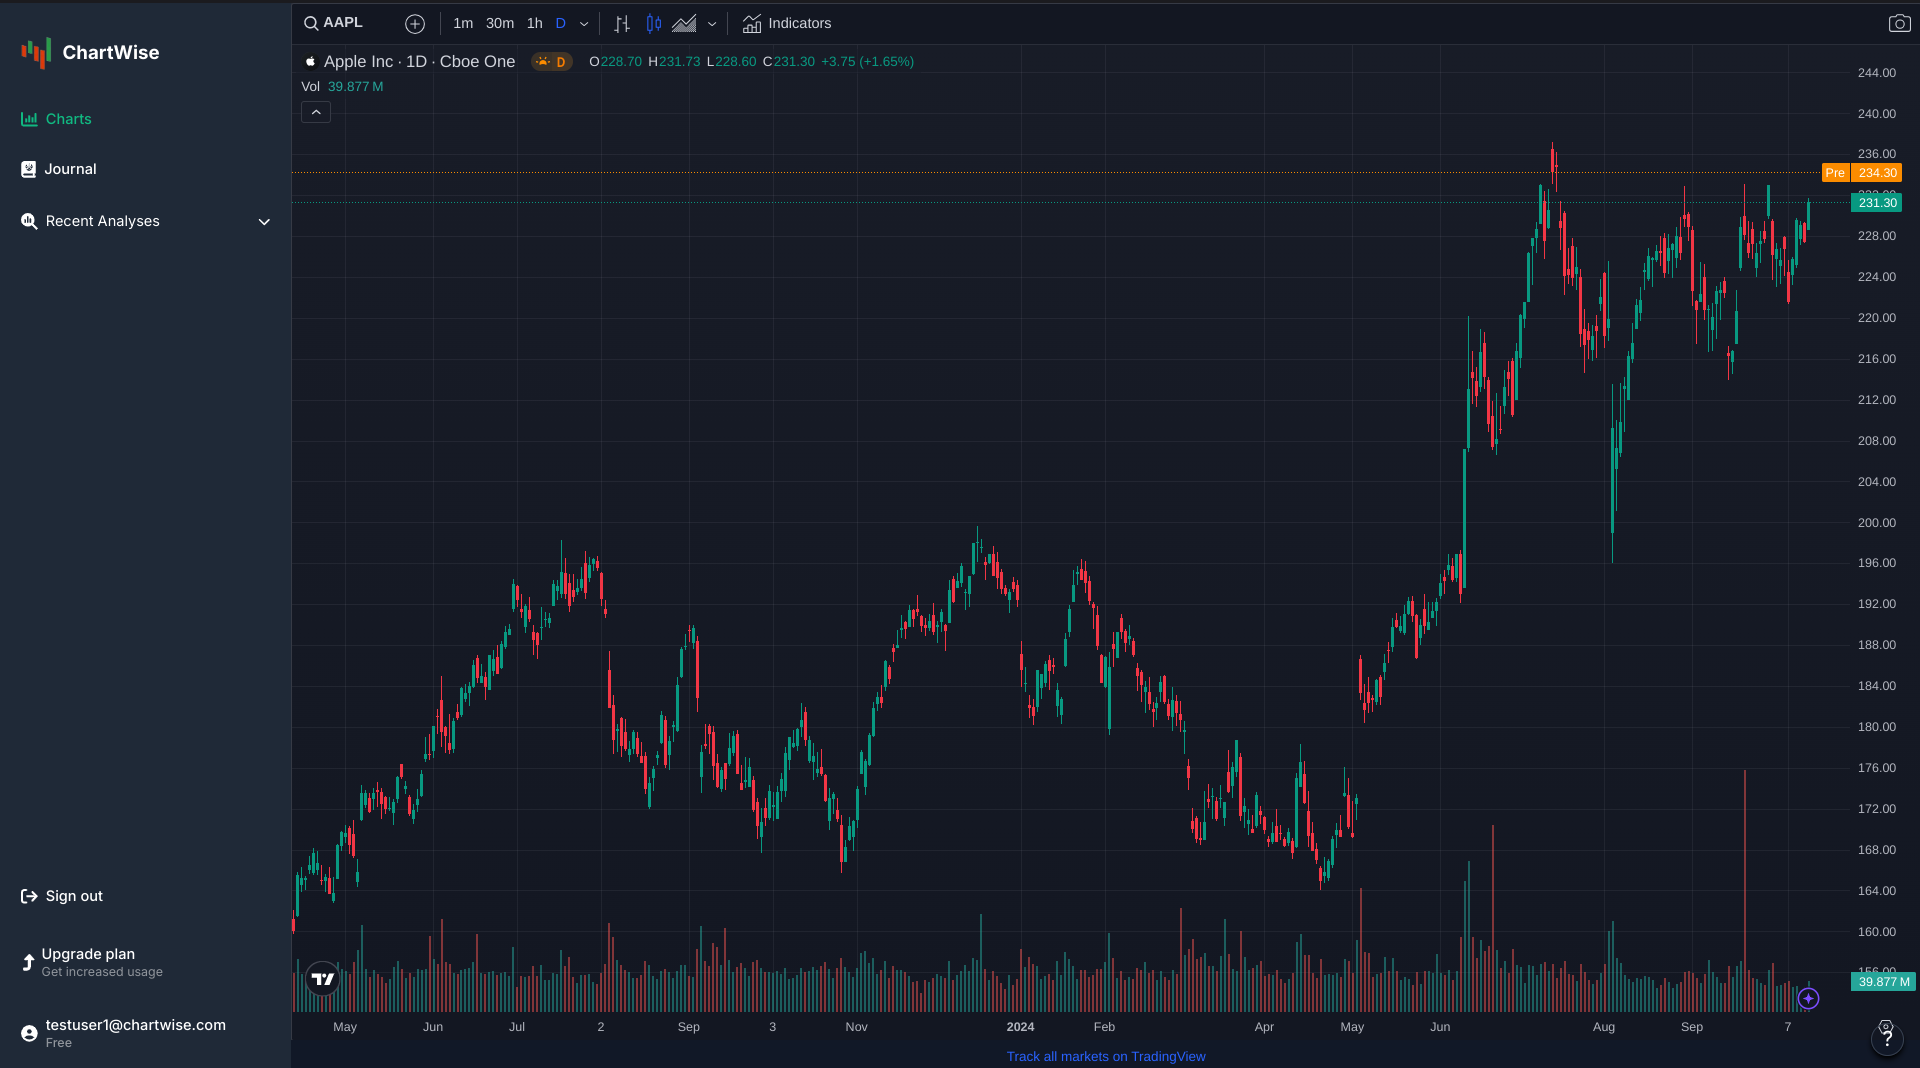 ChartWise
Charts
Journal
Recent Analyses
Sign out
Upgrade plan
Get increased usage
testuser1@chartwise.com
Free
AAPL 1m 30m 1h D Indicators
Apple Inc · 1D · Cboe One D O228.70 H231.73 L228.60 C231.30 +3.75 (+1.65%)
Vol 39.877 M
244.00
240.00
236.00
Pre 234.30
231.30
228.00
224.00
220.00
216.00
212.00
208.00
204.00
200.00
196.00
192.00
188.00
184.00
180.00
176.00
172.00
168.00
164.00
160.00
156.00
39.877 M
May Jun Jul 2 Sep 3 Nov 2024 Feb Apr May Jun Aug Sep 7
?
Track all markets on TradingView